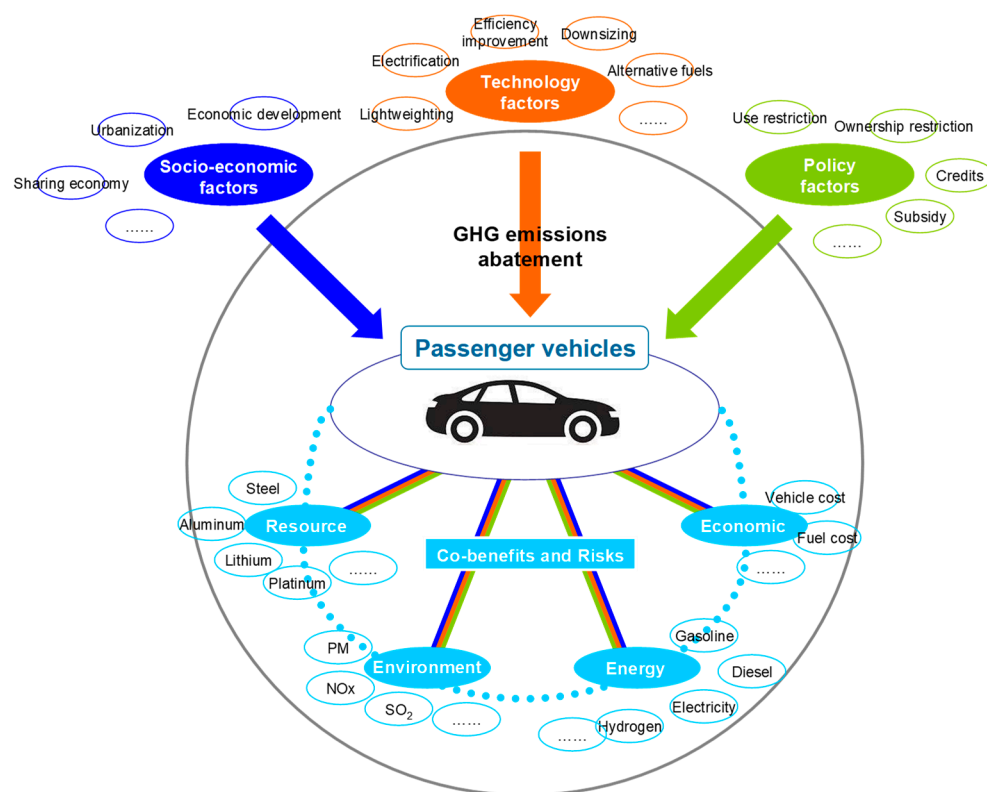 Efficiency
improvement
Downsizing
Electrification
Alternative fuels
Technology
factors
Lightweighting
......
Economic development
Urbanization
Socio-economic
factors
Sharing economy
......
Use restriction
Ownership restriction
Policy
factors
Credits
Subsidy
......
GHG emissions
abatement
Passenger vehicles
Steel
Aluminum
Resource
Lithium
Platinum
......
Vehicle cost
Economic
Fuel cost
......
Co-benefits and Risks
PM
Environment
NOx
SO₂
......
Gasoline
Energy
Diesel
Electricity
Hydrogen
......